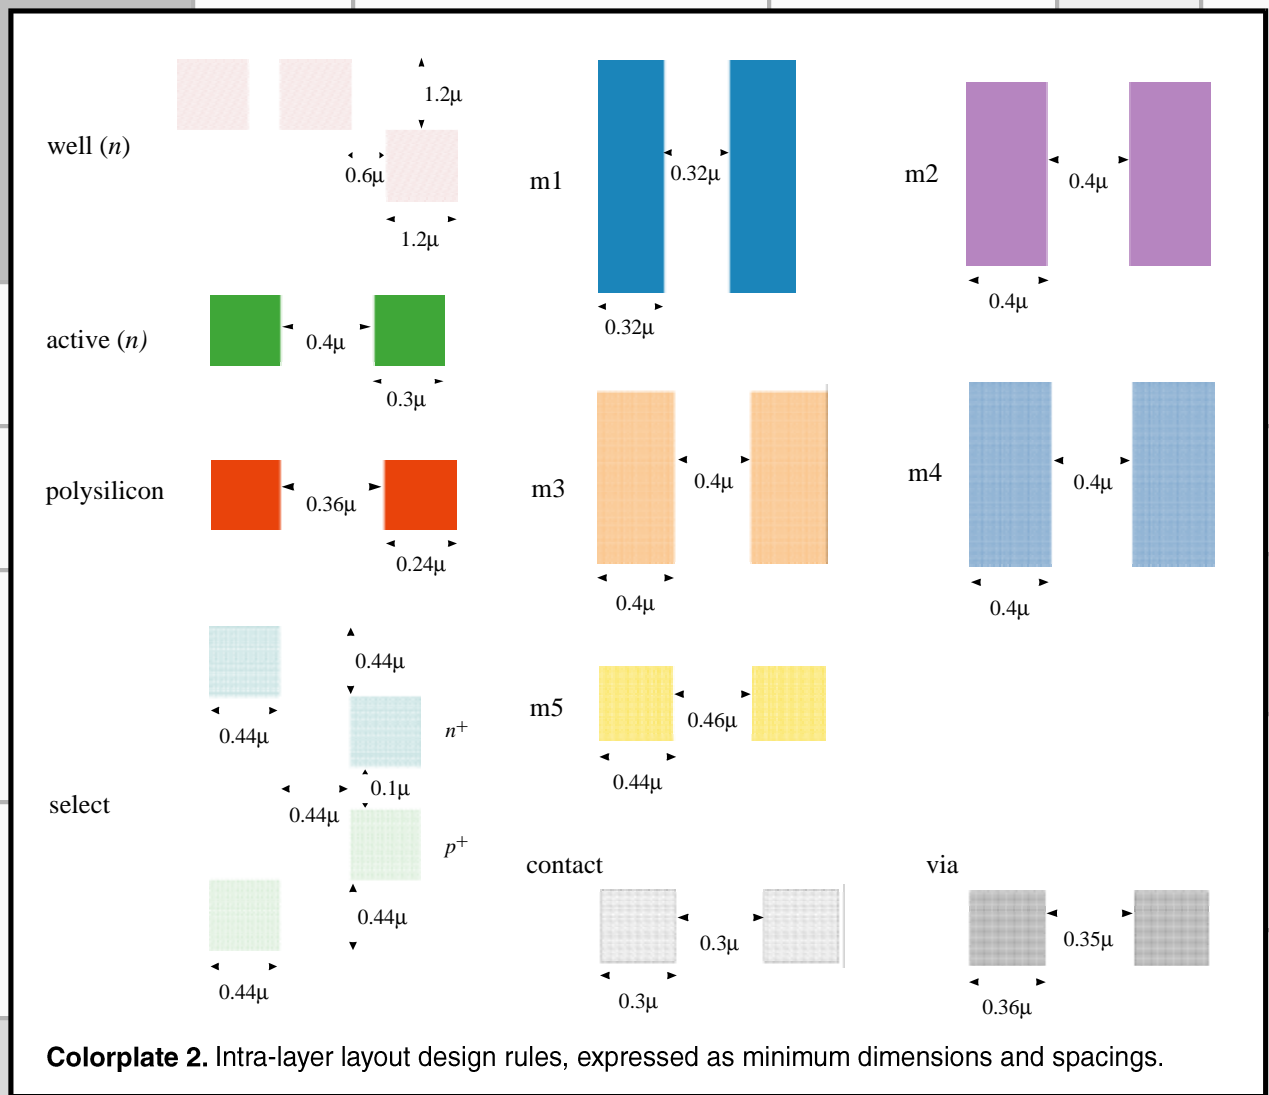 well (n)
1.2μ
0.6μ
1.2μ
active (n)
0.4μ
0.3μ
polysilicon
0.36μ
0.24μ
select
0.44μ
0.44μ
n+
0.1μ
0.44μ
p+
0.44μ
0.44μ
m1
0.32μ
0.32μ
m2
0.4μ
0.4μ
m3
0.4μ
0.4μ
m4
0.4μ
0.4μ
m5
0.46μ
0.44μ
contact
0.3μ
0.3μ
via
0.35μ
0.36μ
Colorplate 2. Intra-layer layout design rules, expressed as minimum dimensions and spacings.